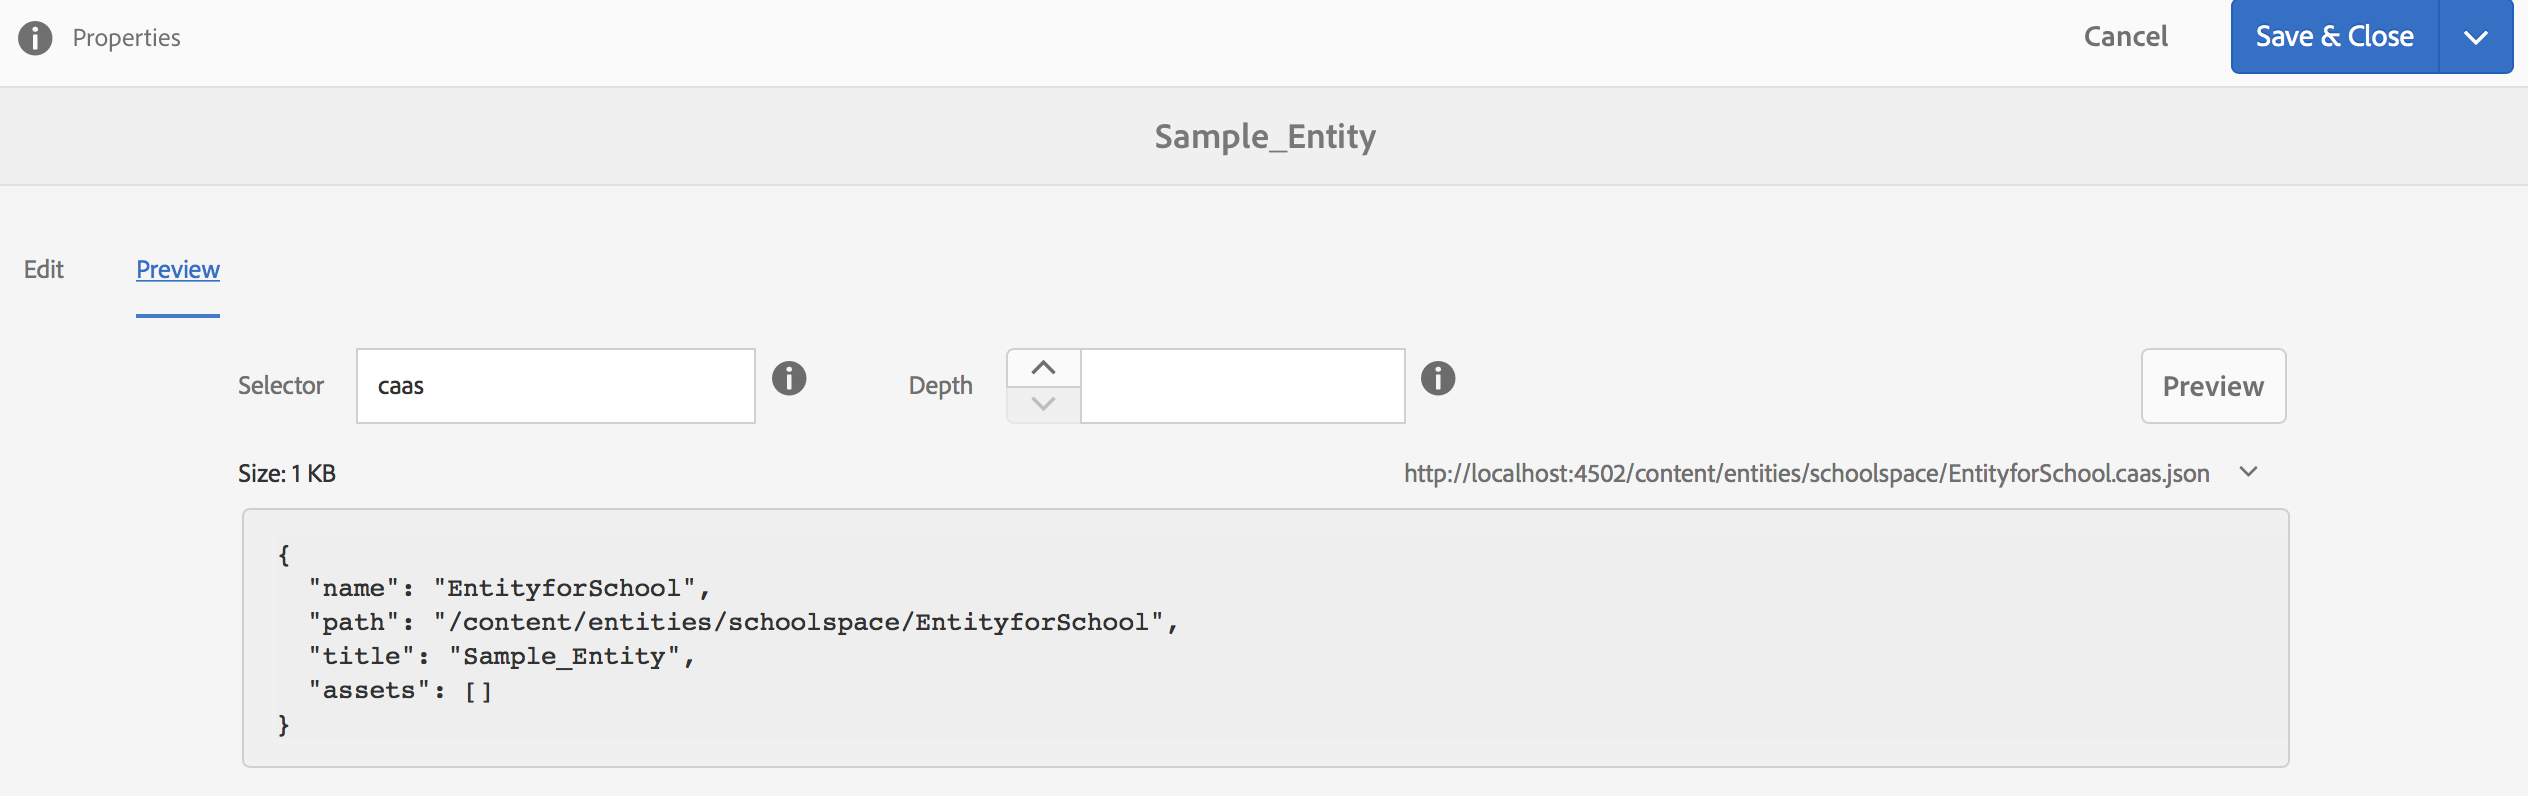 Properties
Cancel
Save & Close
Sample_Entity
Edit
Preview
Selector
caas
Depth
Preview
Size: 1 KB
http://localhost:4502/content/entities/schoolspace/EntityforSchool.caas.json
{
"name": "EntityforSchool",
"path": "/content/entities/schoolspace/EntityforSchool",
"title": "Sample_Entity",
"assets": []
}